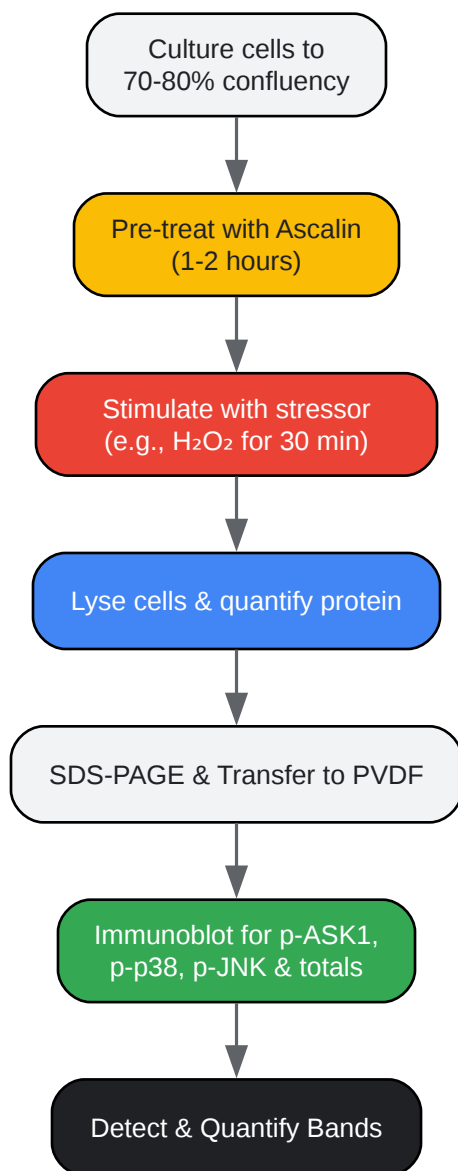 Culture cells to
70-80% confluency
Pre-treat with Ascalin
(1-2 hours)
Stimulate with stressor
(e.g., H₂O₂ for 30 min)
Lyse cells & quantify protein
SDS-PAGE & Transfer to PVDF
Immunoblot for p-ASK1,
p-p38, p-JNK & totals
Detect & Quantify Bands